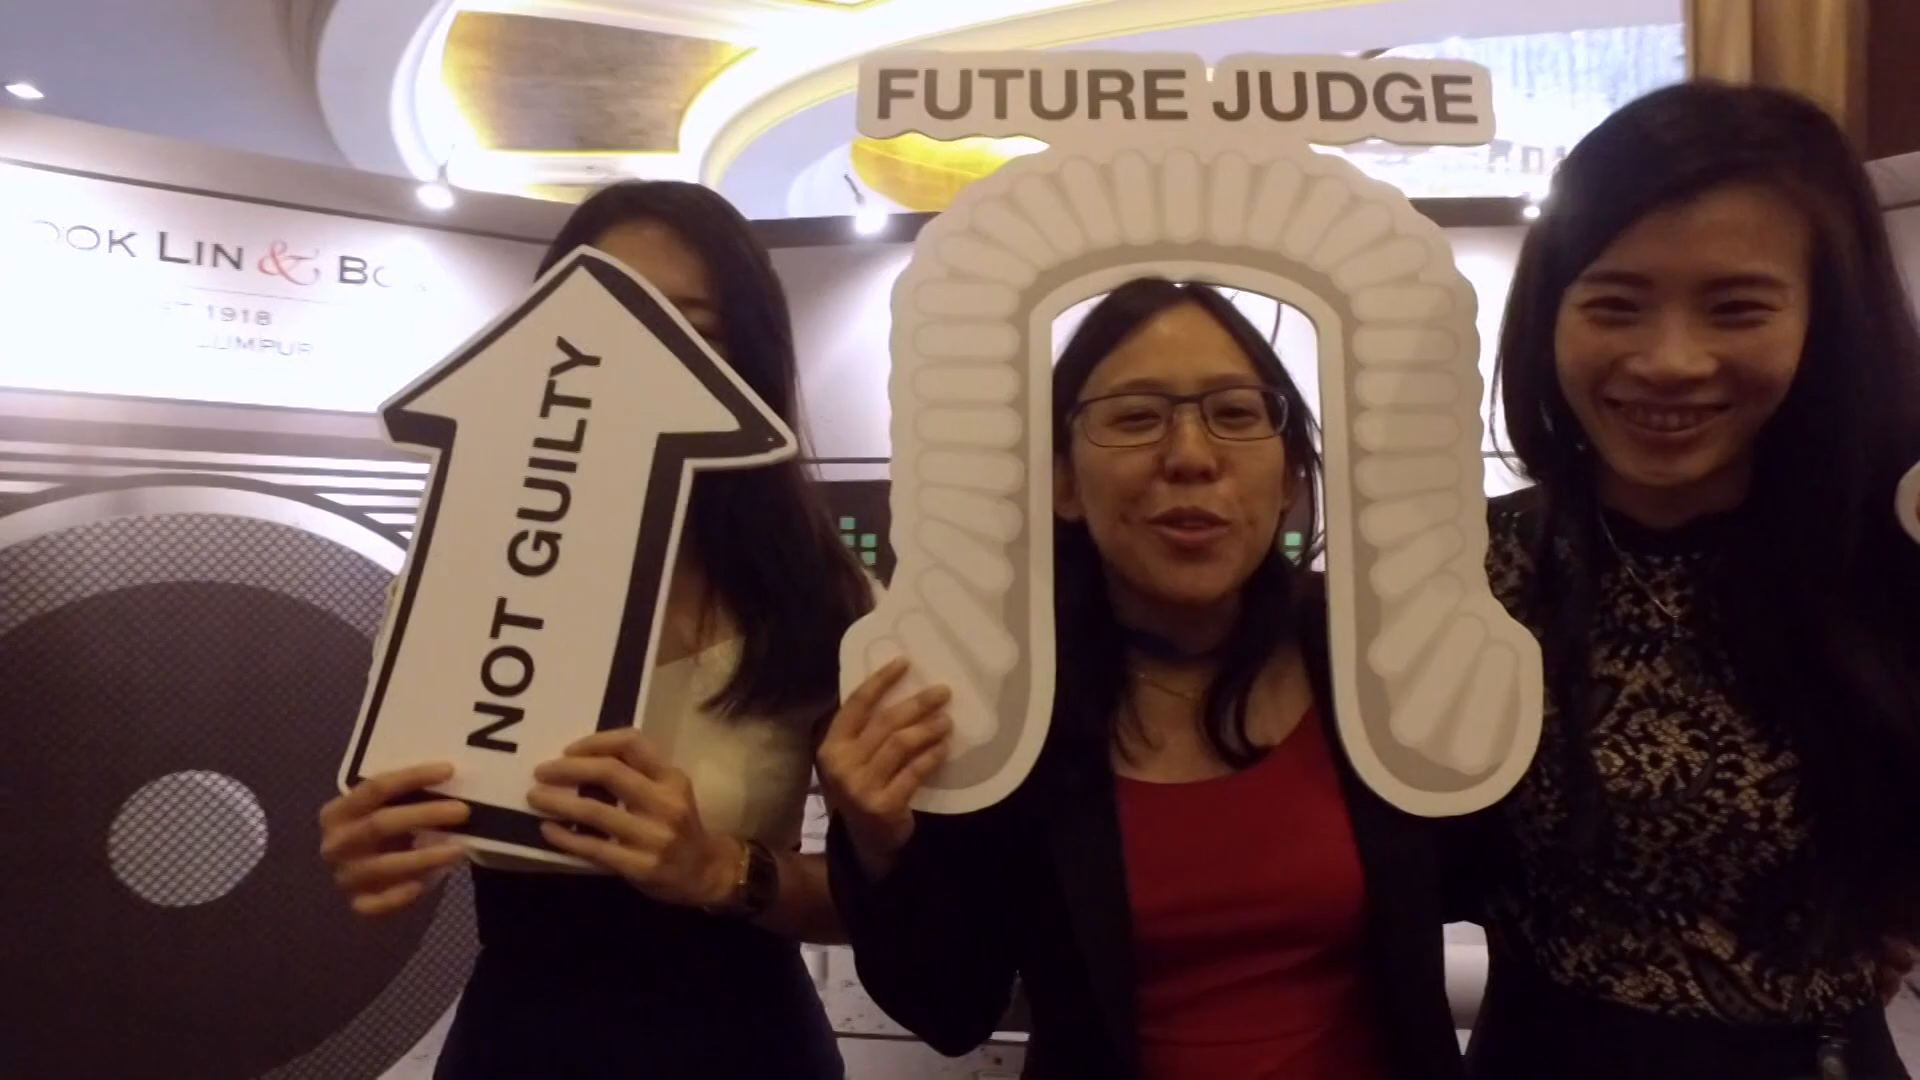 FUTURE JUDGE
OOK LIN & BO
1918
LUMPUR
NOT GUILTY